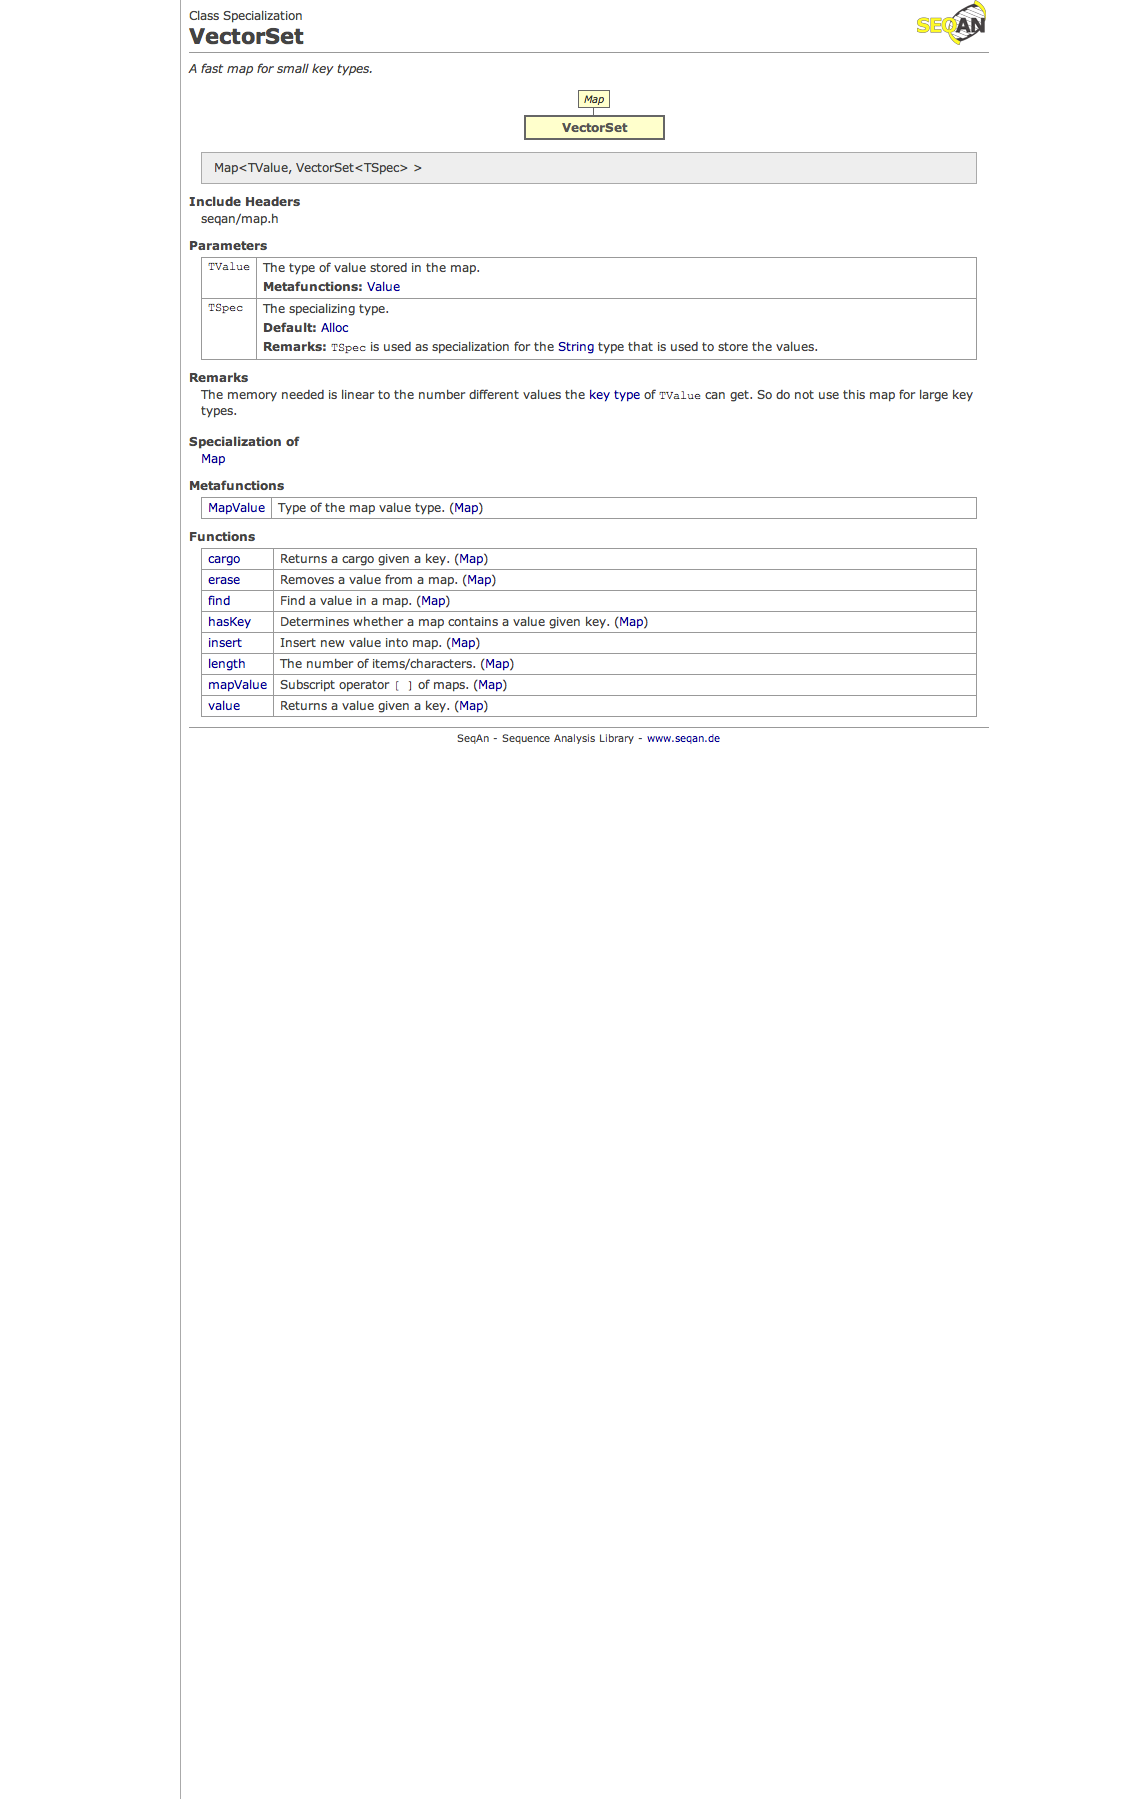 Class Specialization
VectorSet
SEQAN
A fast map for small key types.
Map
VectorSet
Map<TValue, VectorSet<TSpec> >
Include Headers
seqan/map.h
Parameters
TValue The type of value stored in the map.
Metafunctions: Value
TSpec The specializing type.
Default: Alloc
Remarks: TSpec is used as specialization for the String type that is used to store the values.
Remarks
The memory needed is linear to the number different values the key type of TValue can get. So do not use this map for large key
types.
Specialization of
Map
Metafunctions
MapValue Type of the map value type. (Map)
Functions
cargo Returns a cargo given a key. (Map)
erase Removes a value from a map. (Map)
find Find a value in a map. (Map)
hasKey Determines whether a map contains a value given key. (Map)
insert Insert new value into map. (Map)
length The number of items/characters. (Map)
mapValue Subscript operator [ ] of maps. (Map)
value Returns a value given a key. (Map)
SeqAn - Sequence Analysis Library - www.seqan.de